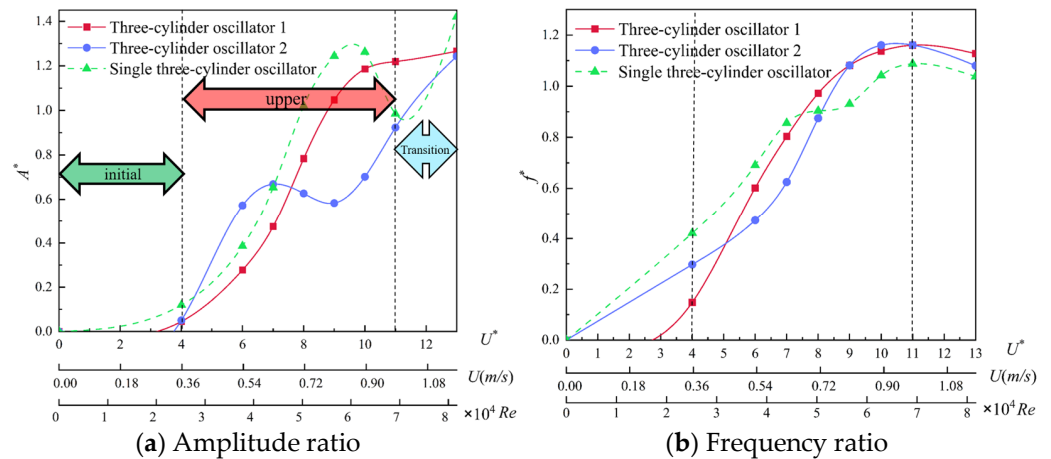 1.4
1.2
1.0
0.8
0.6
0.4
0.2
0.0
A*
Three-cylinder oscillator 1
Three-cylinder oscillator 2
Single three-cylinder oscillator
upper
initial
Transition
0 2 4 6 8 10 12
U*
0.00 0.18 0.36 0.54 0.72 0.90 1.08
U(m/s)
0 1 2 3 4 5 6 7 8
×10⁴ Re
(a) Amplitude ratio
1.2
1.0
0.8
0.6
0.4
0.2
0.0
f*
Three-cylinder oscillator 1
Three-cylinder oscillator 2
Single three-cylinder oscillator
0 1 2 3 4 5 6 7 8 9 10 11 12 13
U*
0.00 0.18 0.36 0.54 0.72 0.90 1.08
U(m/s)
0 1 2 3 4 5 6 7 8
×10⁴ Re
(b) Frequency ratio